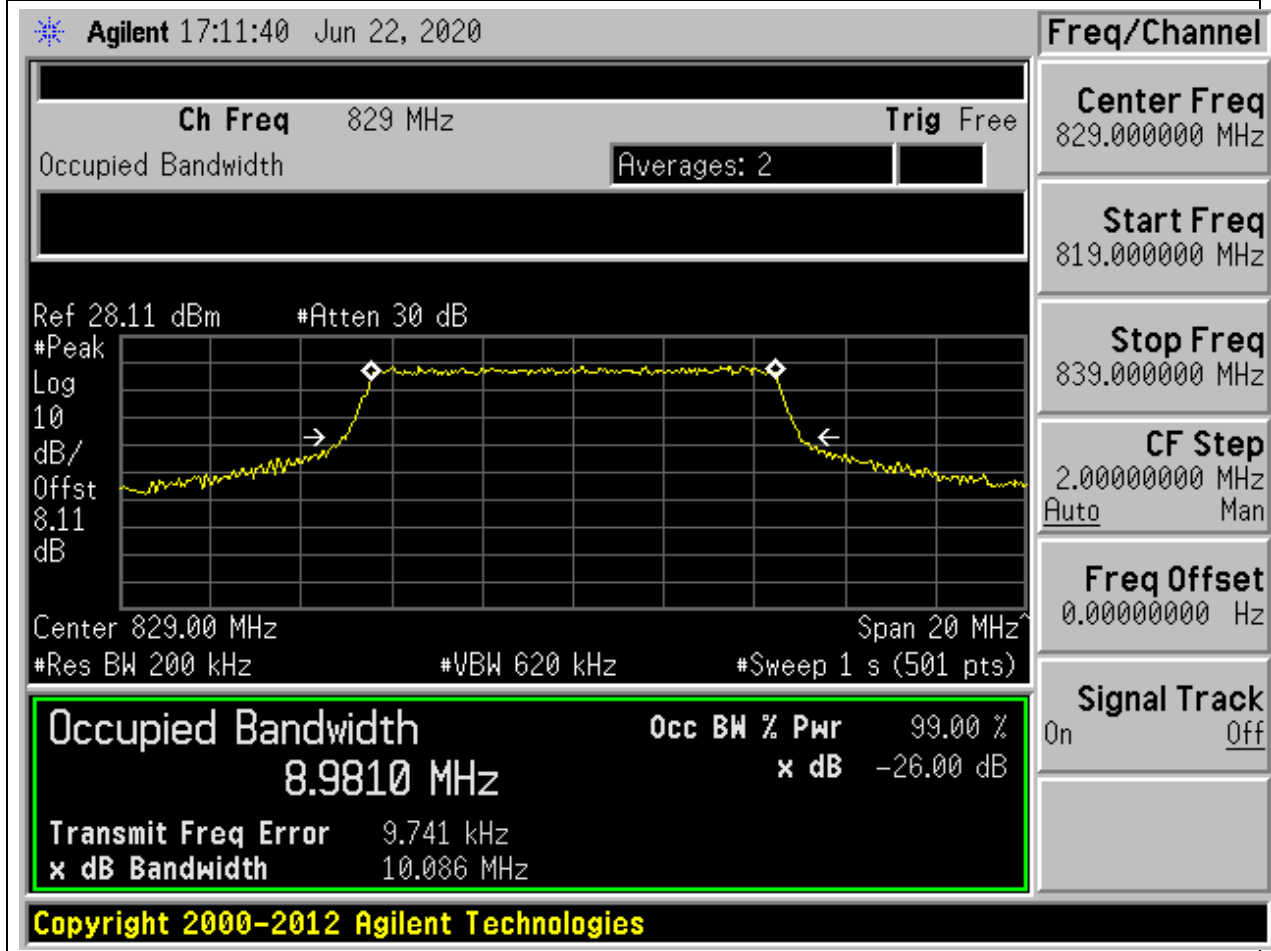 Agilent 17:11:40 Jun 22, 2020
Freq/Channel
Ch Freq 829 MHz Trig Free
Occupied Bandwidth Averages: 2
Center Freq
829.000000 MHz
Start Freq
819.000000 MHz
Stop Freq
839.000000 MHz
CF Step
2.00000000 MHz
Auto Man
Freq Offset
0.00000000 Hz
Signal Track
On Off
Ref 28.11 dBm #Atten 30 dB
#Peak
Log
10
dB/
Offst
8.11
dB
Center 829.00 MHz Span 20 MHz^
#Res BW 200 kHz #VBW 620 kHz #Sweep 1 s (501 pts)
Occupied Bandwidth Occ BW % Pwr 99.00 %
8.9810 MHz x dB -26.00 dB
Transmit Freq Error 9.741 kHz
x dB Bandwidth 10.086 MHz
Copyright 2000-2012 Agilent Technologies